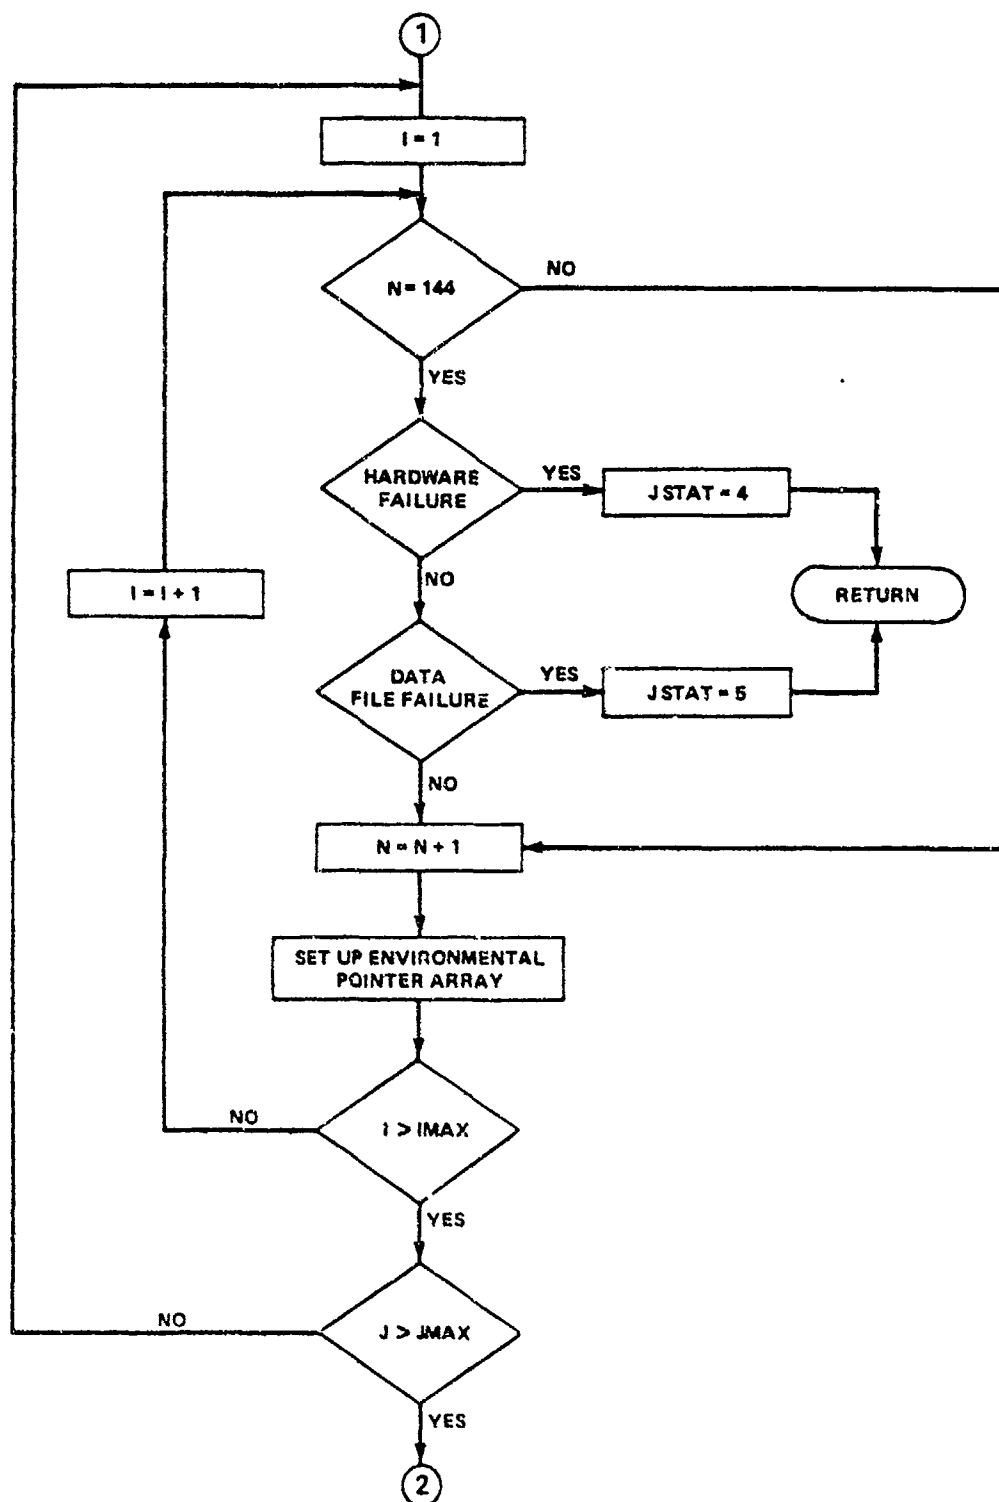 1
I = 1
N = 144
NO
YES
HARDWARE
FAILURE
YES
JSTAT = 4
NO
I = I + 1
RETURN
DATA
FILE FAILURE
YES
JSTAT = 5
NO
N = N + 1
SET UP ENVIRONMENTAL
POINTER ARRAY
I > IMAX
NO
YES
J > JMAX
NO
YES
2